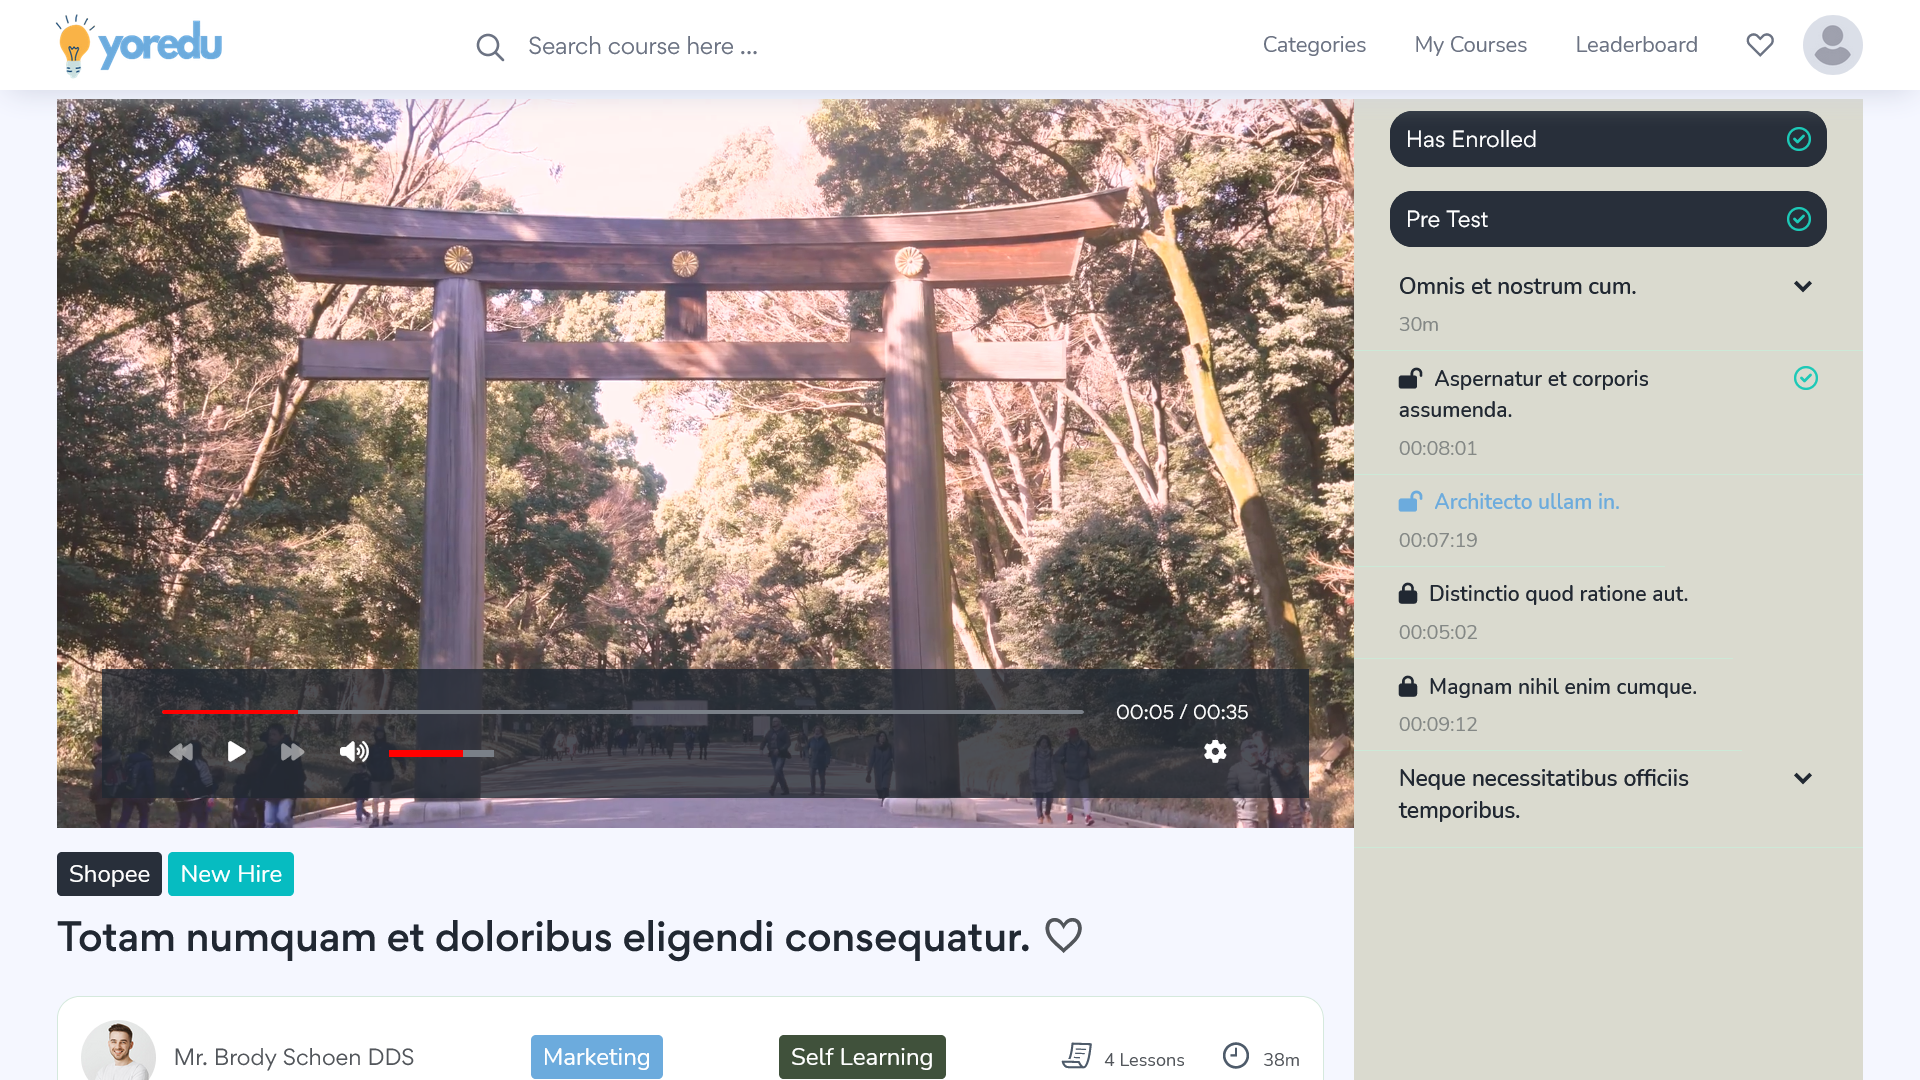 yoredu
Search course here ...
Categories
My Courses
Leaderboard
Has Enrolled
Pre Test
Omnis et nostrum cum.
30m
Aspernatur et corporis
assumenda.
00:08:01
Architecto ullam in.
00:07:19
Distinctio quod ratione aut.
00:05:02
Magnam nihil enim cumque.
00:09:12
Neque necessitatibus officiis
temporibus.
00:05 / 00:35
Shopee
New Hire
Totam numquam et doloribus eligendi consequatur.
Mr. Brody Schoen DDS
Marketing
Self Learning
4 Lessons
38m